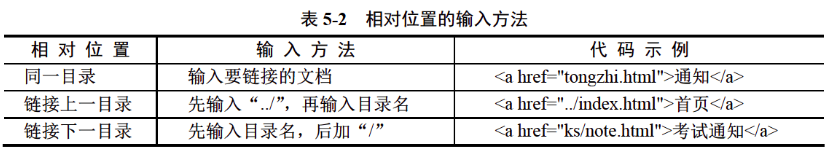 表 5-2 相对位置的输入方法
相 对 位 置 输 入 方 法 代 码 示 例
同一目录 输入要链接的文档 <a href="tongzhi.html">通知</a>
链接上一目录 先输入“../”，再输入目录名 <a href="../index.html">首页</a>
链接下一目录 先输入目录名，后加“/” <a href="ks/note.html">考试通知</a>